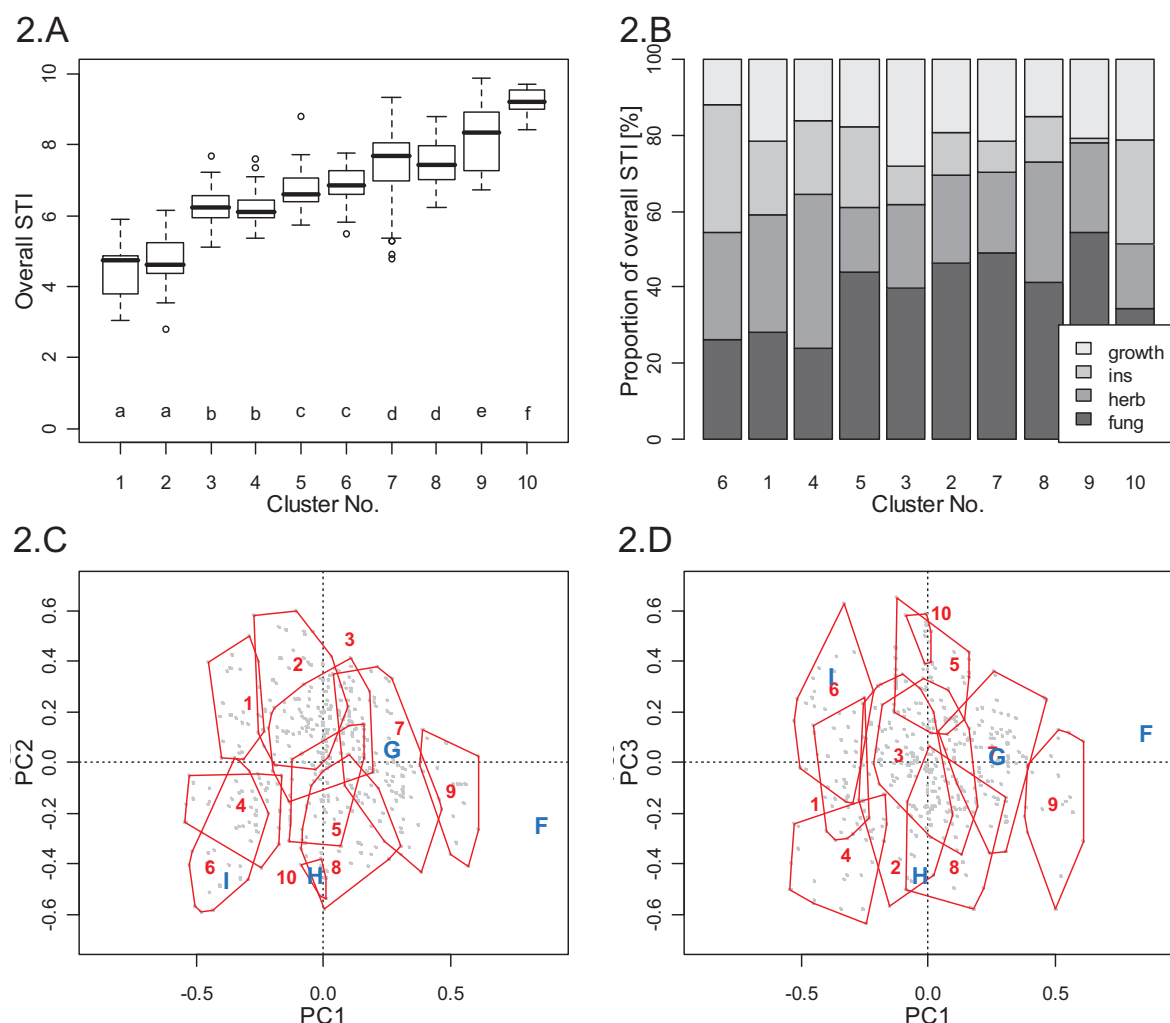 2.A
2.B
Overall STI
10
8
6
4
2
0
a a b b c c d d e f
1 2 3 4 5 6 7 8 9 10
Cluster No.
Proportion of overall STI [%]
100
80
60
40
20
0
growth
ins
herb
fung
6 1 4 5 3 2 7 8 9 10
Cluster No.
2.C
2.D
PC2
0.6
0.4
0.2
0.0
-0.2
-0.4
-0.6
3
2
1
7
G
9
4
5
F
6
I
10
H
8
-0.5 0.0 0.5
PC1
PC3
0.6
0.4
0.2
0.0
-0.2
-0.4
-0.6
10
5
I
6
F
3
7
G
1
9
4
2
H
8
-0.5 0.0 0.5
PC1